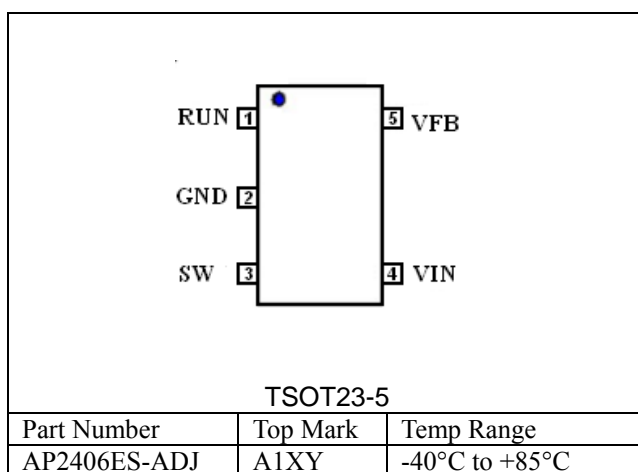 RUN 1 5 VFB
GND 2
SW 3 4 VIN
TSOT23-5
Part Number Top Mark Temp Range
AP2406ES-ADJ A1XY -40°C to +85°C